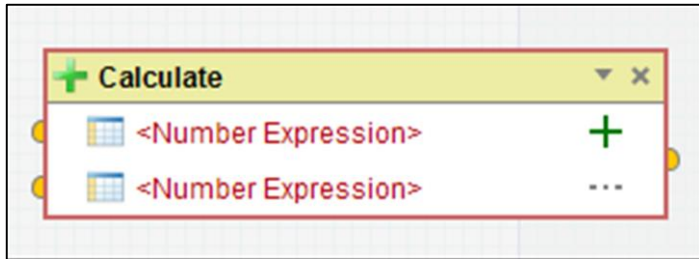 Calculate
<Number Expression> +
<Number Expression> ...